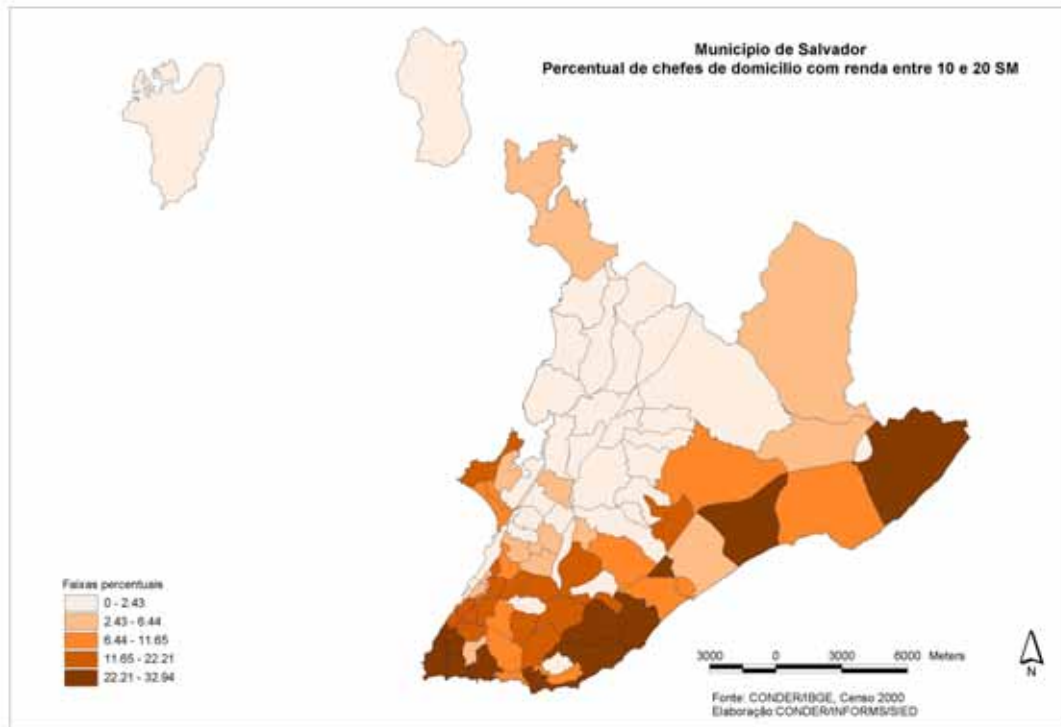 Município de Salvador
Percentual de chefes de domicílio com renda entre 10 e 20 SM
Faixas percentuais
0 - 2.43
2.43 - 6.44
6.44 - 11.65
11.65 - 22.21
22.21 - 32.94
3000 0 3000 6000 Meters
N
Fonte: CONDER/IBGE, Censo 2000
Elaboração CONDER/INFORMS/SIED